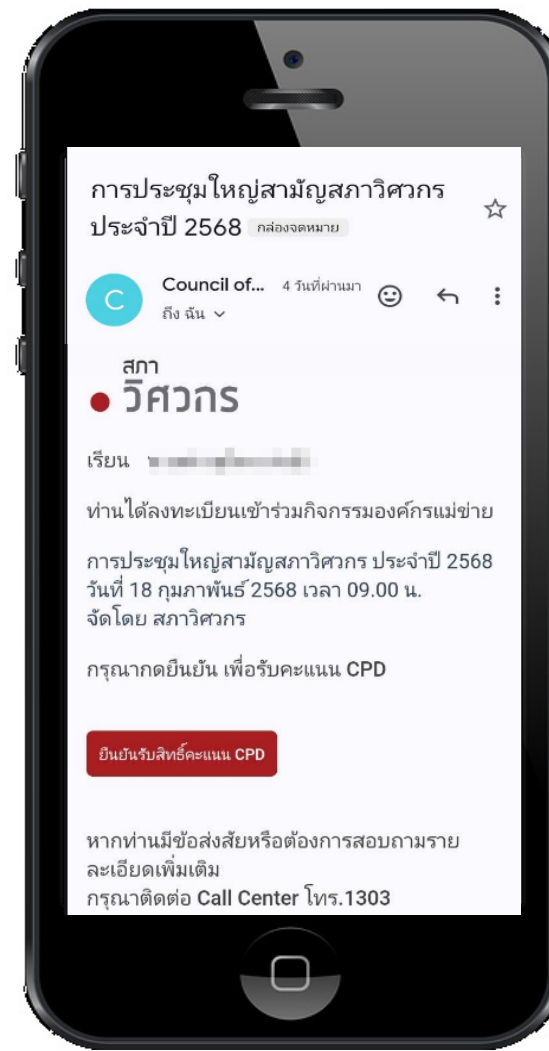 การประชุมใหญ่สามัญสภาวิศวกร
ประจำปี 2568 กล่องจดหมาย
C
Council of... 4 วันที่ผ่านมา
ถึง ฉัน
สภา
วิศวกร
เรียน
ท่านได้ลงทะเบียนเข้าร่วมกิจกรรมองค์กรแม่ข่าย
การประชุมใหญ่สามัญสภาวิศวกร ประจำปี 2568
วันที่ 18 กุมภาพันธ์ 2568 เวลา 09.00 น.
จัดโดย สภาวิศวกร
กรุณากดยืนยัน เพื่อรับคะแนน CPD
ยืนยันรับสิทธิ์คะแนน CPD
หากท่านมีข้อส่งสัยหรือต้องการสอบถามราย
ละเอียดเพิ่มเติม
กรุณาติดต่อ Call Center โทร.1303